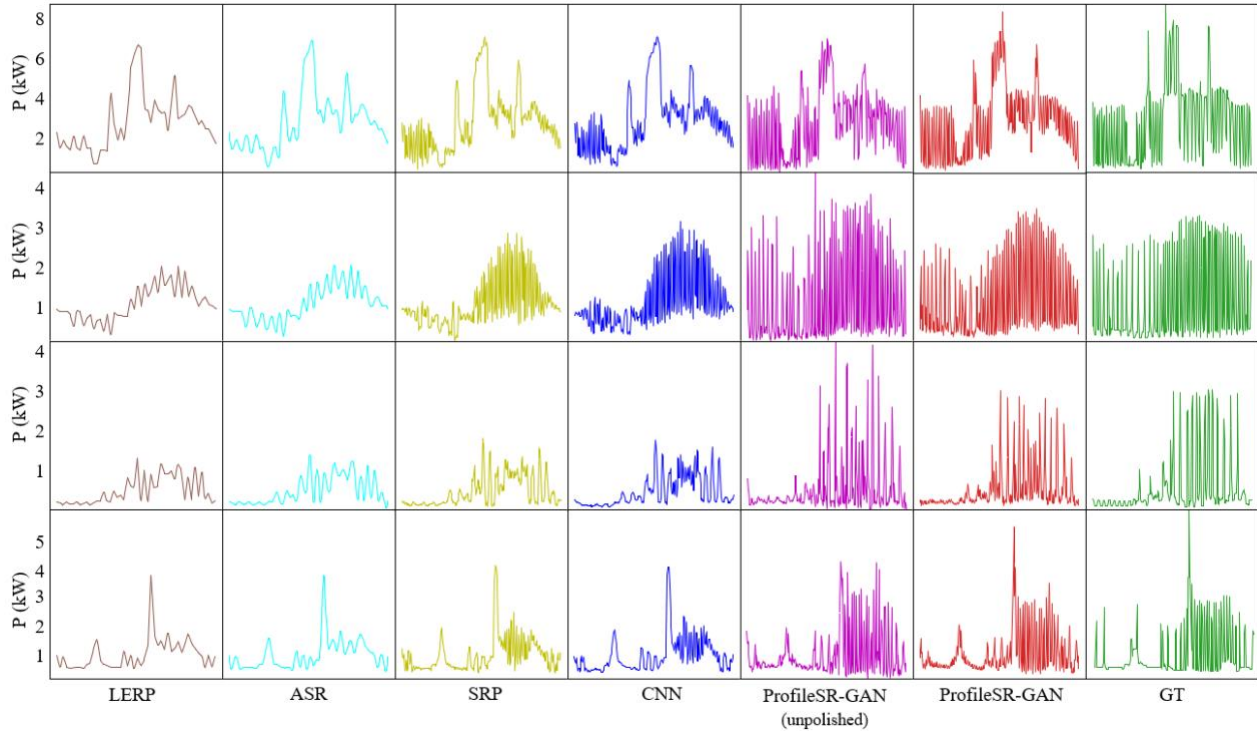 8
6
4
2
P (kW)
4
3
2
1
P (kW)
4
3
2
1
P (kW)
5
4
3
2
1
P (kW)
LERP ASR SRP CNN ProfileSR-GAN ProfileSR-GAN GT
(unpolished)